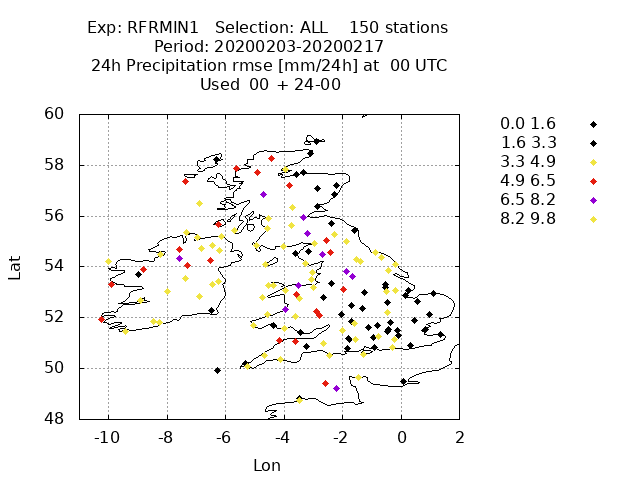 Exp: RFRMIN1 Selection: ALL 150 stations
Period: 20200203-20200217
24h Precipitation rmse [mm/24h] at 00 UTC
Used 00 + 24-00
0.0 1.6
1.6 3.3
3.3 4.9
4.9 6.5
6.5 8.2
8.2 9.8
60
58
56
54
52
50
48
Lat
-10 -8 -6 -4 -2 0 2
Lon